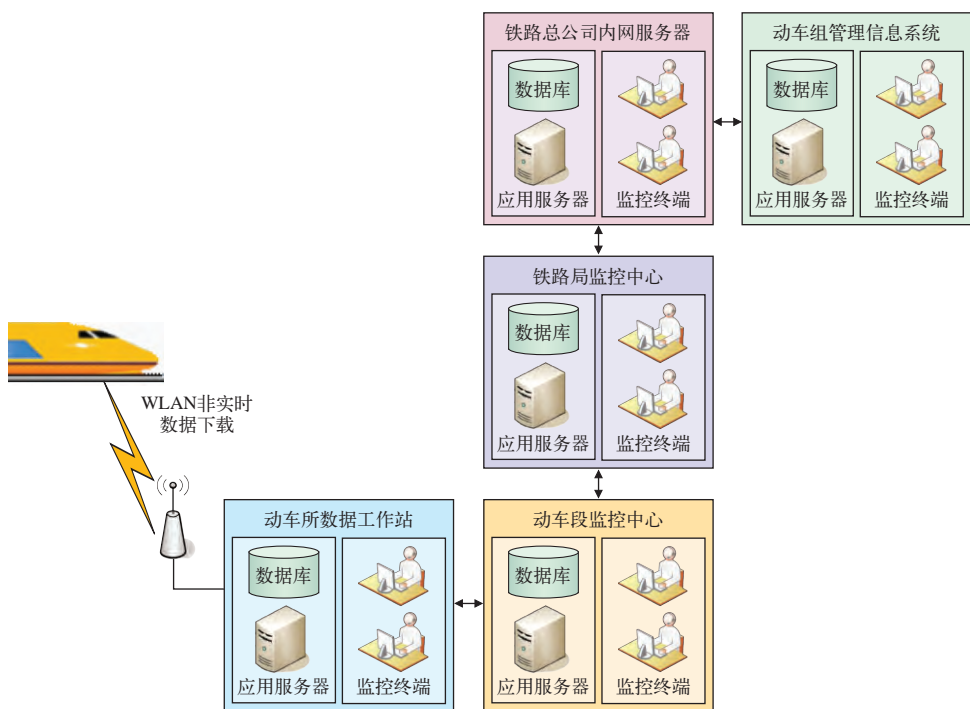 铁路总公司内网服务器
数据库
应用服务器
监控终端
动车组管理信息系统
数据库
应用服务器
监控终端
铁路局监控中心
数据库
应用服务器
监控终端
WLAN非实时
数据下载
动车所数据工作站
数据库
应用服务器
监控终端
动车段监控中心
数据库
应用服务器
监控终端